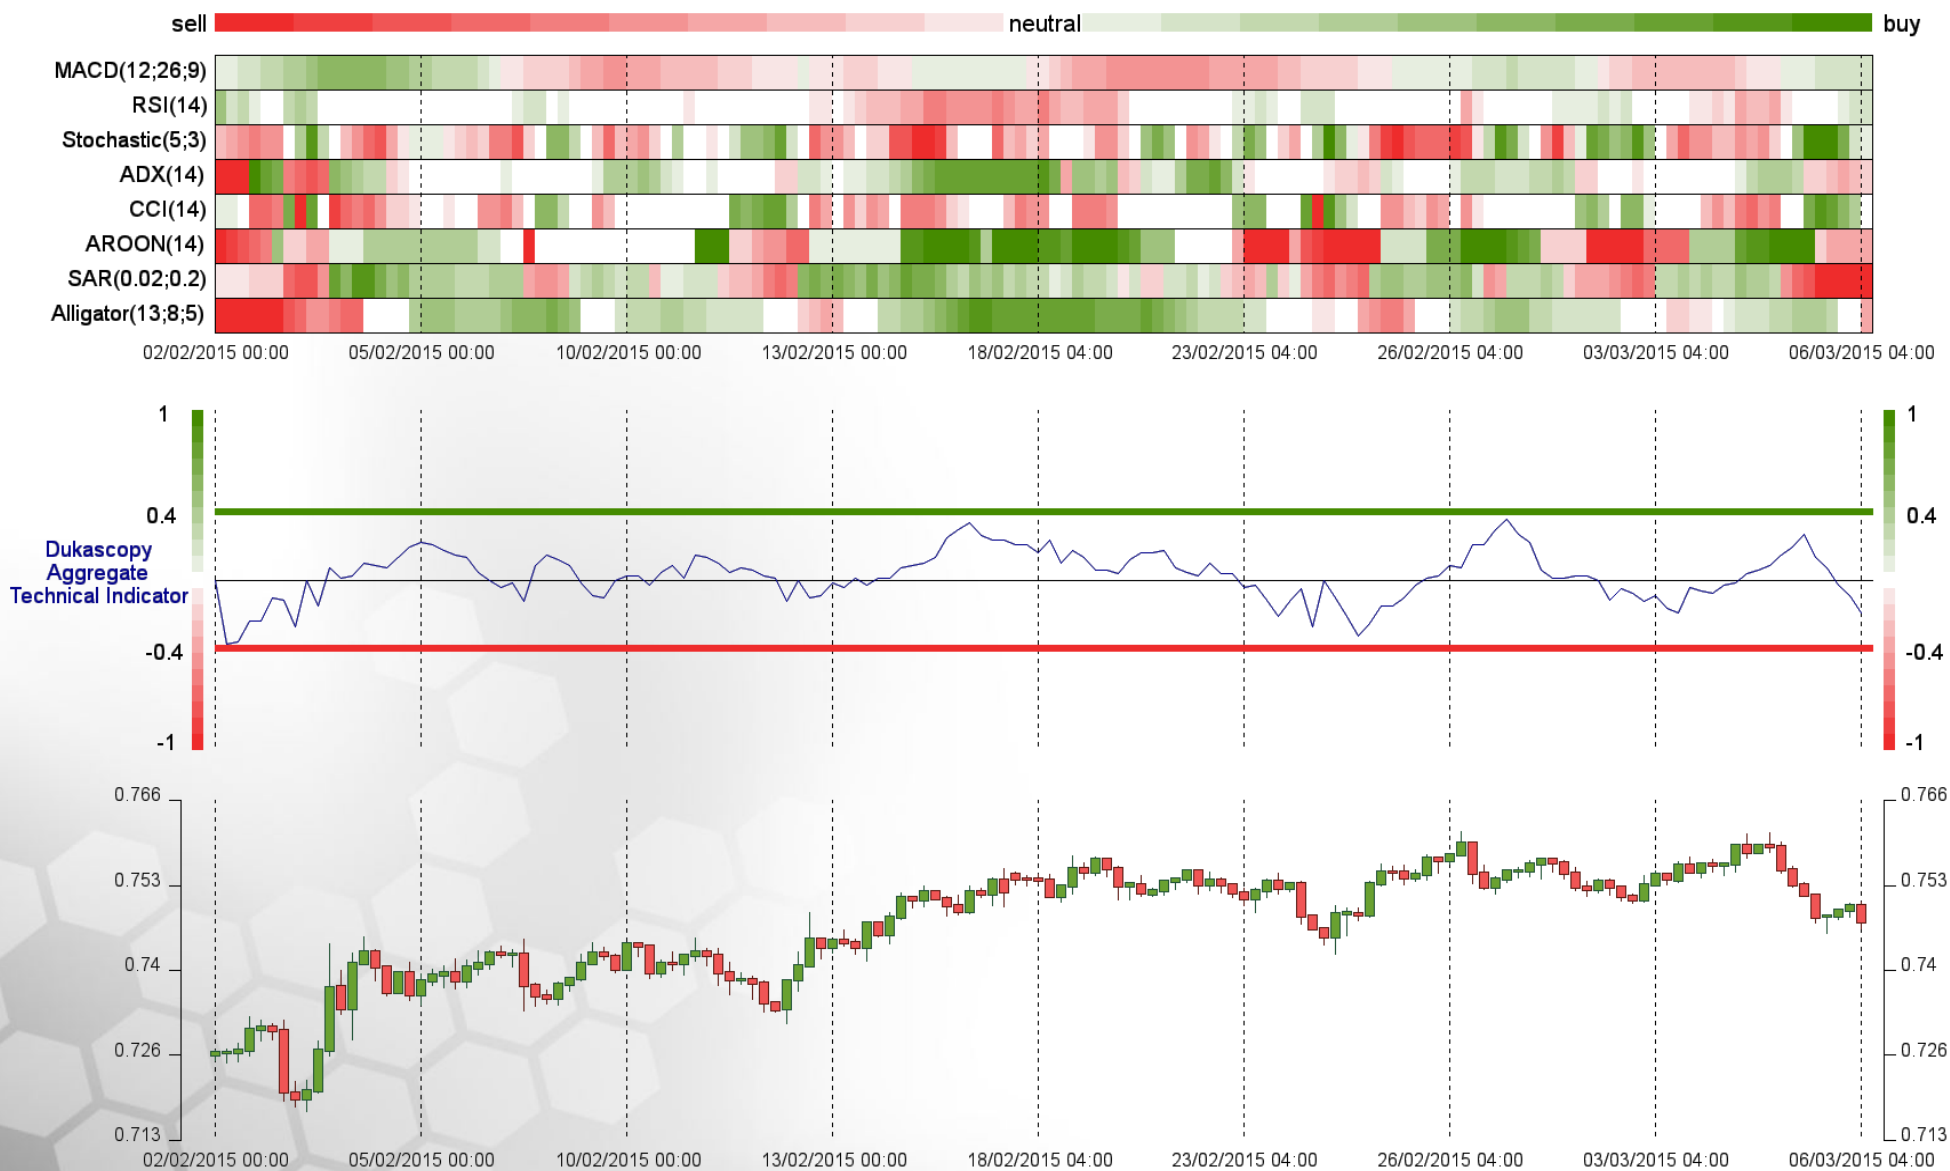 sell neutral buy
MACD(12;26;9)
RSI(14)
Stochastic(5;3)
ADX(14)
CCI(14)
AROON(14)
SAR(0.02;0.2)
Alligator(13;8;5)
02/02/2015 00:00 05/02/2015 00:00 10/02/2015 00:00 13/02/2015 00:00 18/02/2015 04:00 23/02/2015 04:00 26/02/2015 04:00 03/03/2015 04:00 06/03/2015 04:00
1 1
0.4 0.4
Dukascopy
Aggregate
Technical Indicator
-0.4 -0.4
-1 -1
0.766 0.766
0.753 0.753
0.74 0.74
0.726 0.726
0.713 0.713
02/02/2015 00:00 05/02/2015 00:00 10/02/2015 00:00 13/02/2015 00:00 18/02/2015 04:00 23/02/2015 04:00 26/02/2015 04:00 03/03/2015 04:00 06/03/2015 04:00